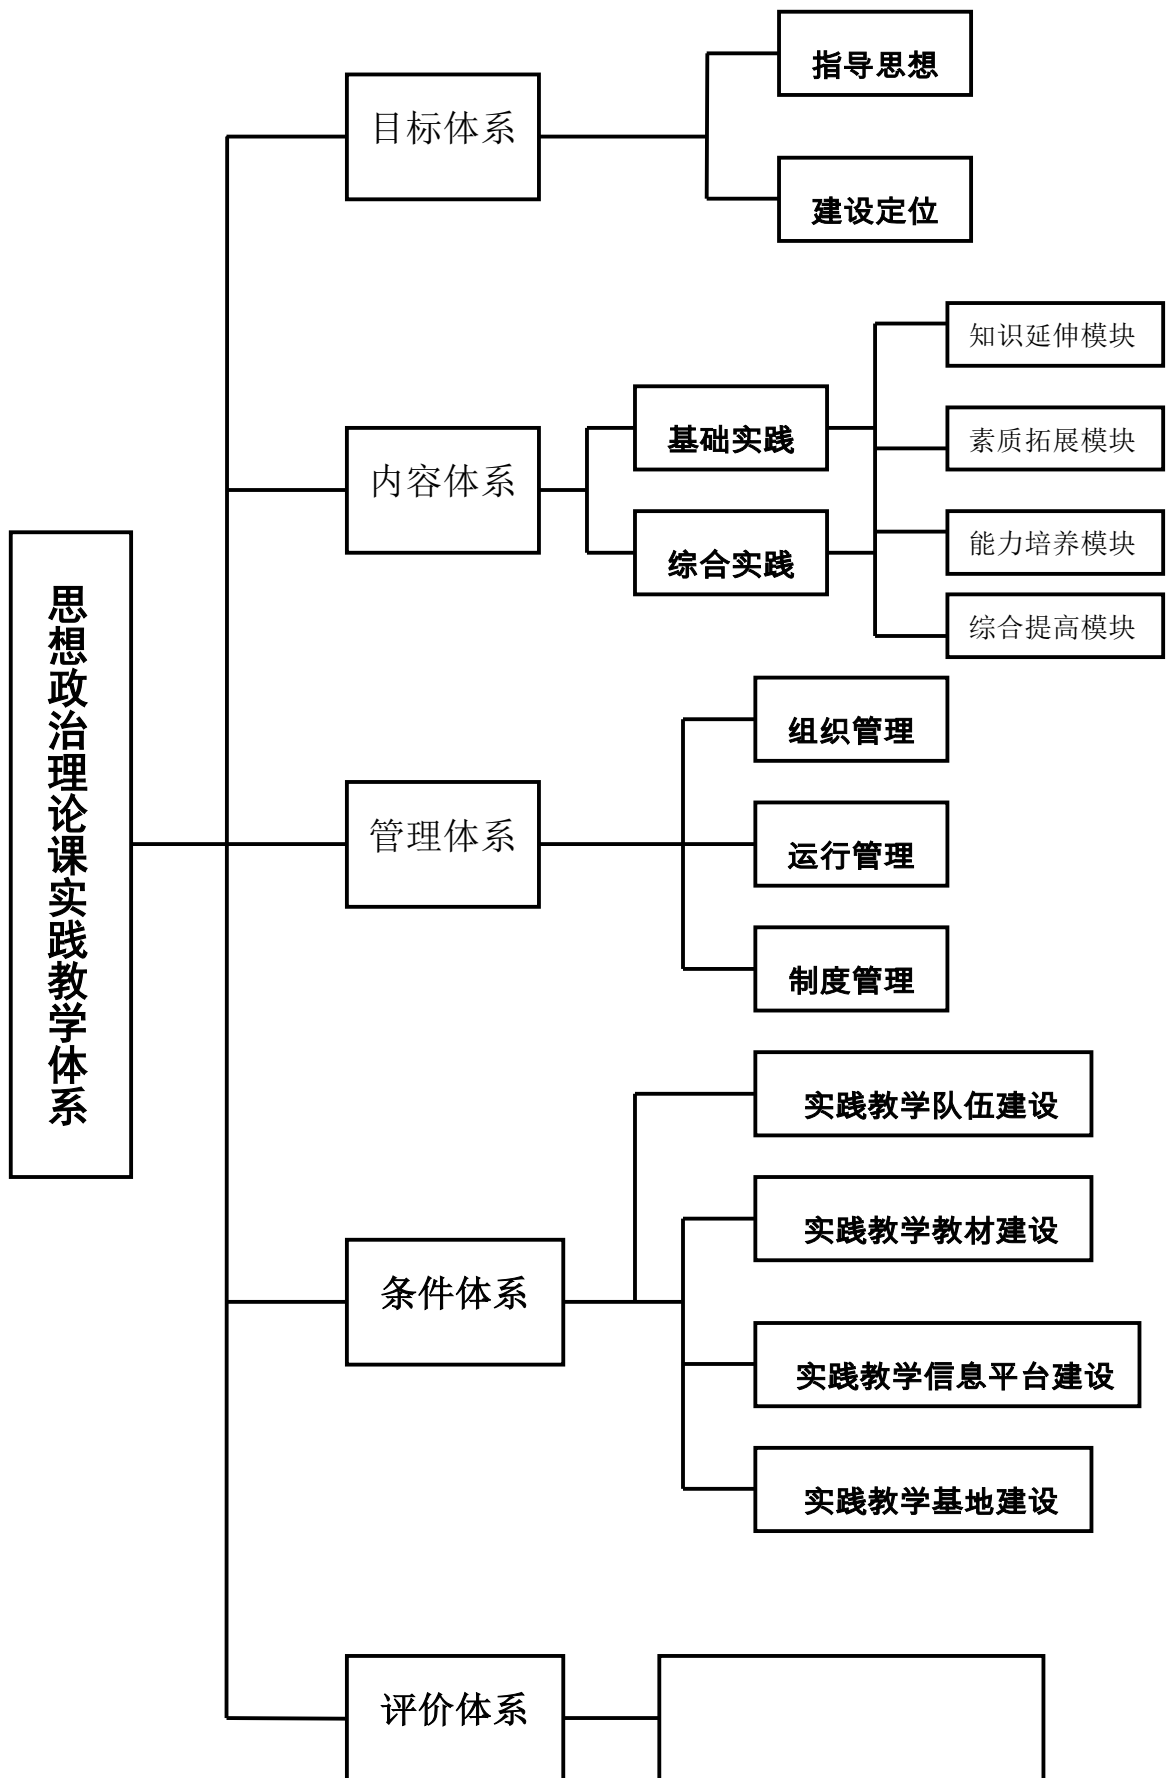 思想政治理论课实践教学体系
目标体系
指导思想
建设定位
内容体系
基础实践
综合实践
知识延伸模块
素质拓展模块
能力培养模块
综合提高模块
管理体系
组织管理
运行管理
制度管理
条件体系
实践教学队伍建设
实践教学教材建设
实践教学信息平台建设
实践教学基地建设
评价体系